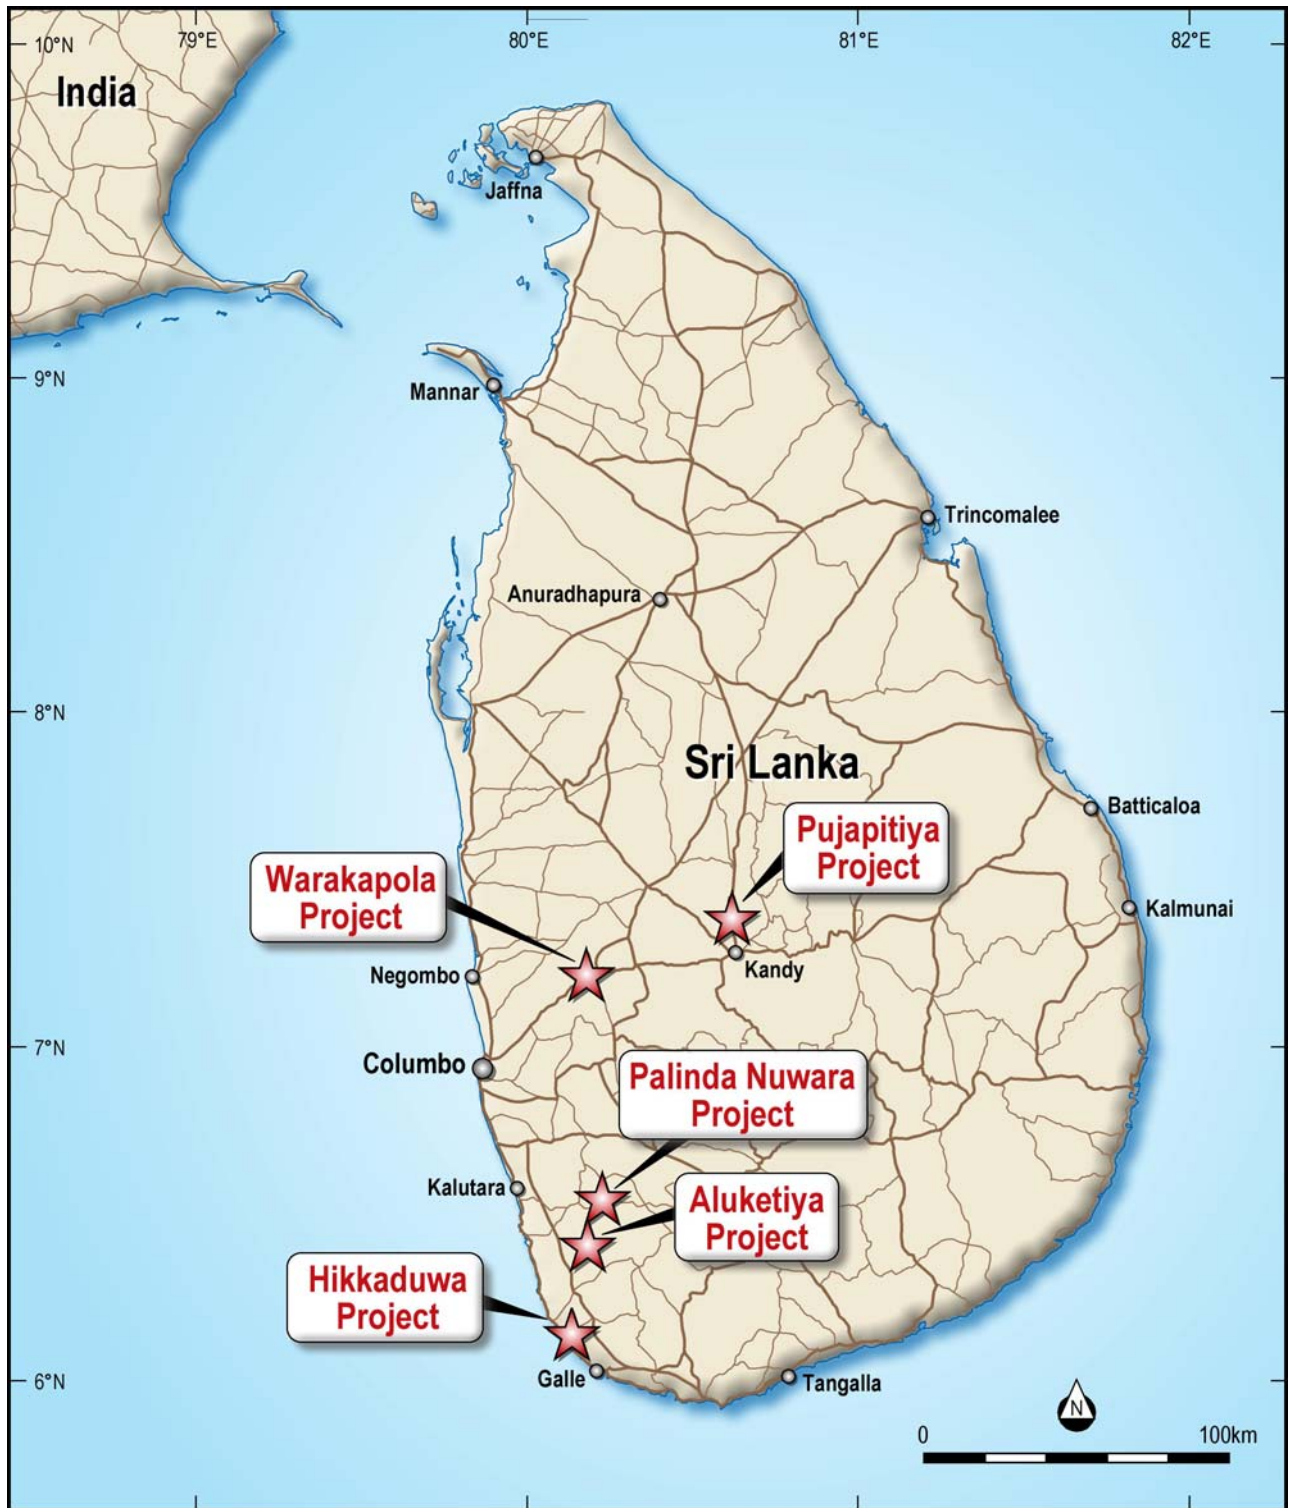 79°E
80°E
81°E
82°E
10°N
India
Jaffna
9°N
Mannar
Trincomalee
Anuradhapura
8°N
Sri Lanka
Batticaloa
Pujapitiya
Project
Warakapola
Project
Kalmunai
Negombo
Kandy
7°N
Columbo
Palinda Nuwara
Project
Kalutara
Aluketiya
Project
Hikkaduwa
Project
6°N
Galle
Tangalla
N
0
100km